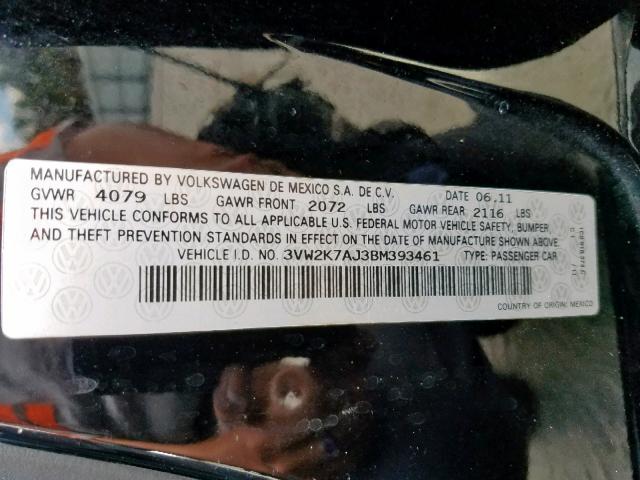 MANUFACTURED BY VOLKSWAGEN DE MEXICO S.A. DE C.V. DATE 06.11
GVWR 4079 LBS GAWR FRONT 2072 LBS GAWR REAR 2116 LBS
THIS VEHICLE CONFORMS TO ALL APPLICABLE U.S. FEDERAL MOTOR VEHICLE SAFETY, BUMPER,
AND THEFT PREVENTION STANDARDS IN EFFECT ON THE DATE OF MANUFACTURE SHOWN ABOVE.
VEHICLE I.D. NO. 3VW2K7AJ3BM393461 TYPE: PASSENGER CAR
COUNTRY OF ORIGIN: MEXICO